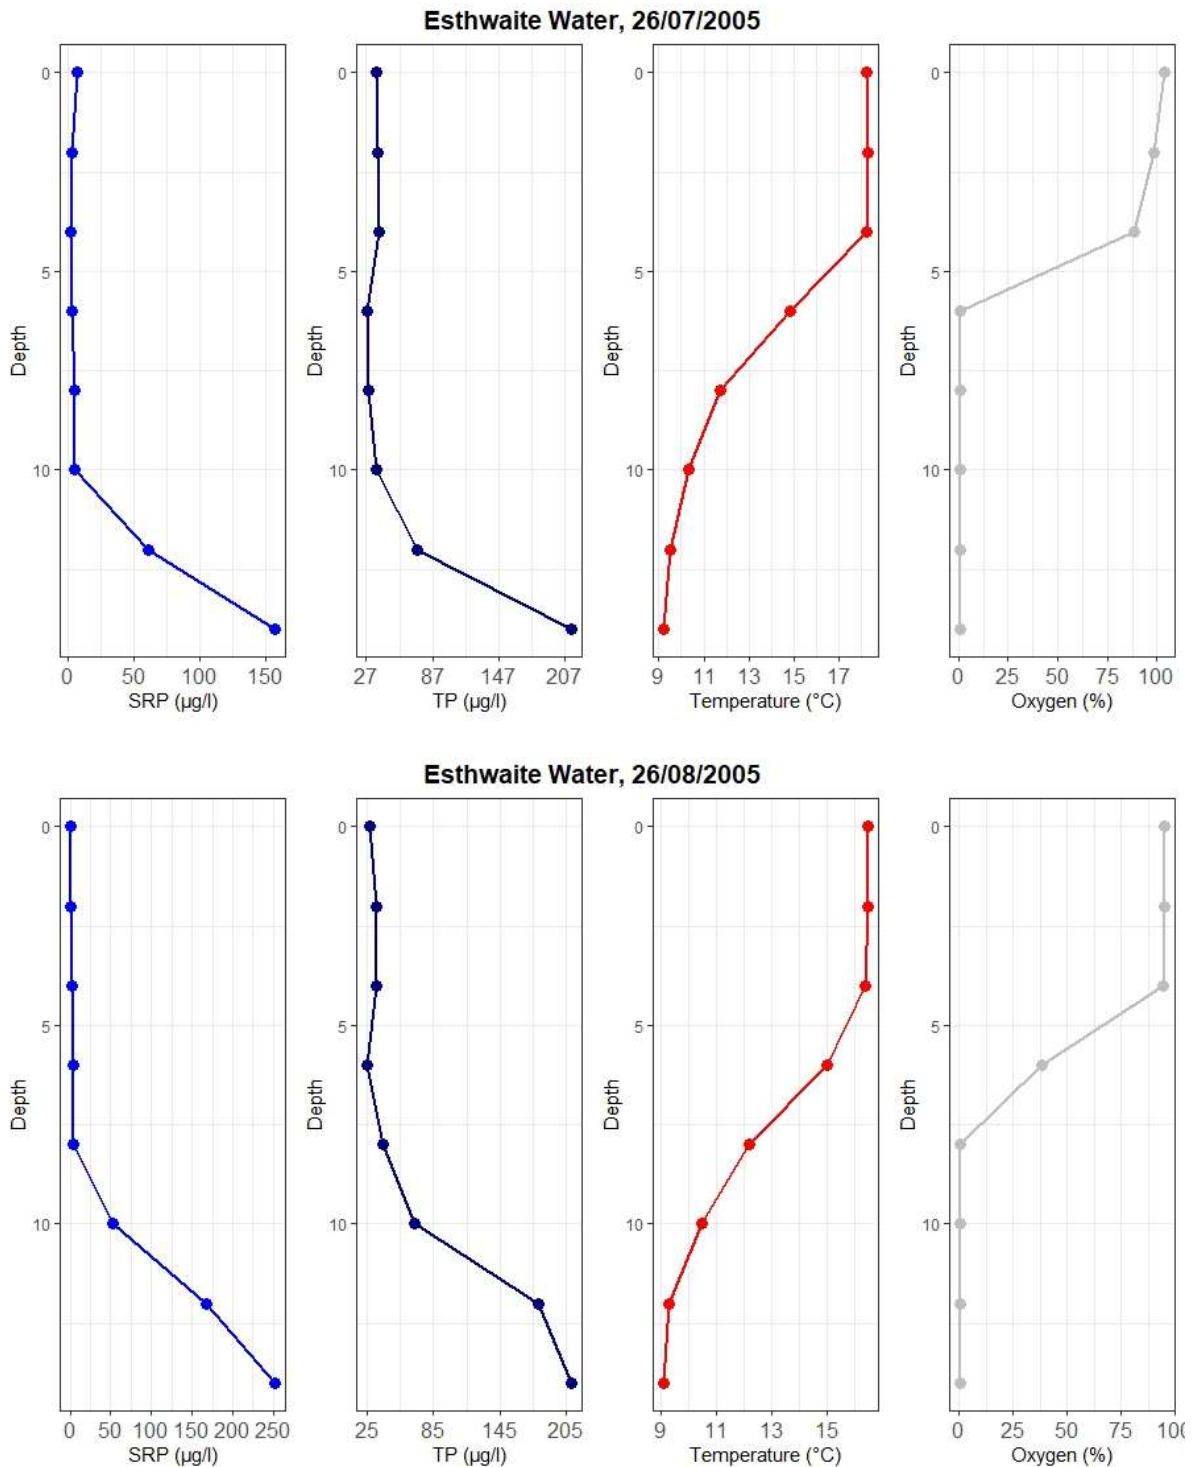 Esthwaite Water, 26/07/2005
0
5
10
Depth
0 50 100 150
SRP (µg/l)
0
5
10
Depth
27 87 147 207
TP (µg/l)
0
5
10
Depth
9 11 13 15 17
Temperature (°C)
0
5
10
Depth
0 25 50 75 100
Oxygen (%)
Esthwaite Water, 26/08/2005
0
5
10
Depth
0 50 100 150 200 250
SRP (µg/l)
0
5
10
Depth
25 85 145 205
TP (µg/l)
0
5
10
Depth
9 11 13 15
Temperature (°C)
0
5
10
Depth
0 25 50 75 100
Oxygen (%)